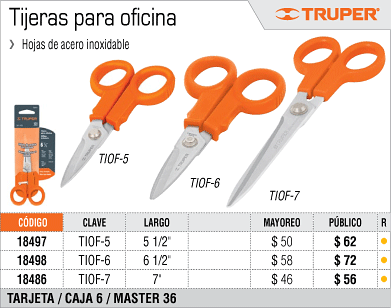 Tijeras para oficina
TRUPER
❯ Hojas de acero inoxidable
TIOF-5
TIOF-6
TIOF-7
CÓDIGO CLAVE LARGO MAYOREO PÚBLICO R
18497 TIOF-5 5 1/2" $ 50 $ 62
18498 TIOF-6 6 1/2" $ 58 $ 72
18486 TIOF-7 7" $ 46 $ 56
TARJETA / CAJA 6 / MASTER 36